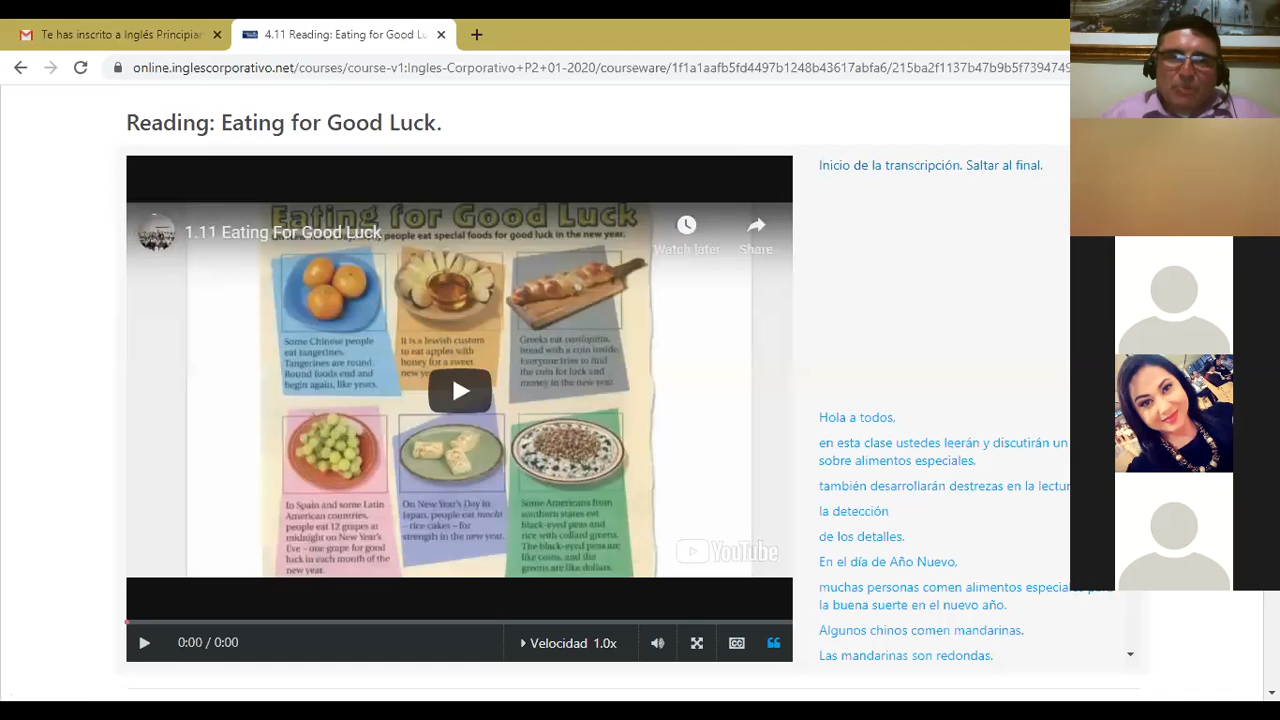 Te has inscrito a Inglés Principian
4.11 Reading: Eating for Good Lu
online.inglescorporativo.net/courses/course-v1:Ingles-Corporativo+P2+01-2020/courseware/1f1a1aafb5fd4497b1248b43617abfa6/215ba2f1137b47b9b5f7394749
Reading: Eating for Good Luck.
Eating for Good Luck
1.11 Eating For Good Luck
people eat special foods for good luck in the new year.
Watch later
Share
Some Chinese people
eat tangerines.
Tangerines are round.
Round foods end and
begin again, like years.
It is a Jewish custom
to eat apples with
honey for a sweet
new
Greeks eat
bread with a coin inside.
Everyone tries to find
the coin for luck and
money in the new year.
In Spain and some Latin
American countries,
people eat 12 grapes at
midnight on New Year's
Eve – one grape for good
luck in each month of the
new year.
On New Year's Day in
Japan, people eat mochi
– rice cakes – for
strength in the new year.
Some Americans from
southern states eat
black-eyed peas and
rice with collard greens.
The black-eyed peas are
like coins, and the
greens are like dollars.
YouTube
0:00 / 0:00
Velocidad 1.0x
CC
Inicio de la transcripción. Saltar al final.
Hola a todos,
en esta clase ustedes leerán y discutirán un
sobre alimentos especiales,
también desarrollarán destrezas en la lectur
la detección
de los detalles.
En el día de Año Nuevo,
muchas personas comen alimentos especial
la buena suerte en el nuevo año.
Algunos chinos comen mandarinas.
Las mandarinas son redondas.